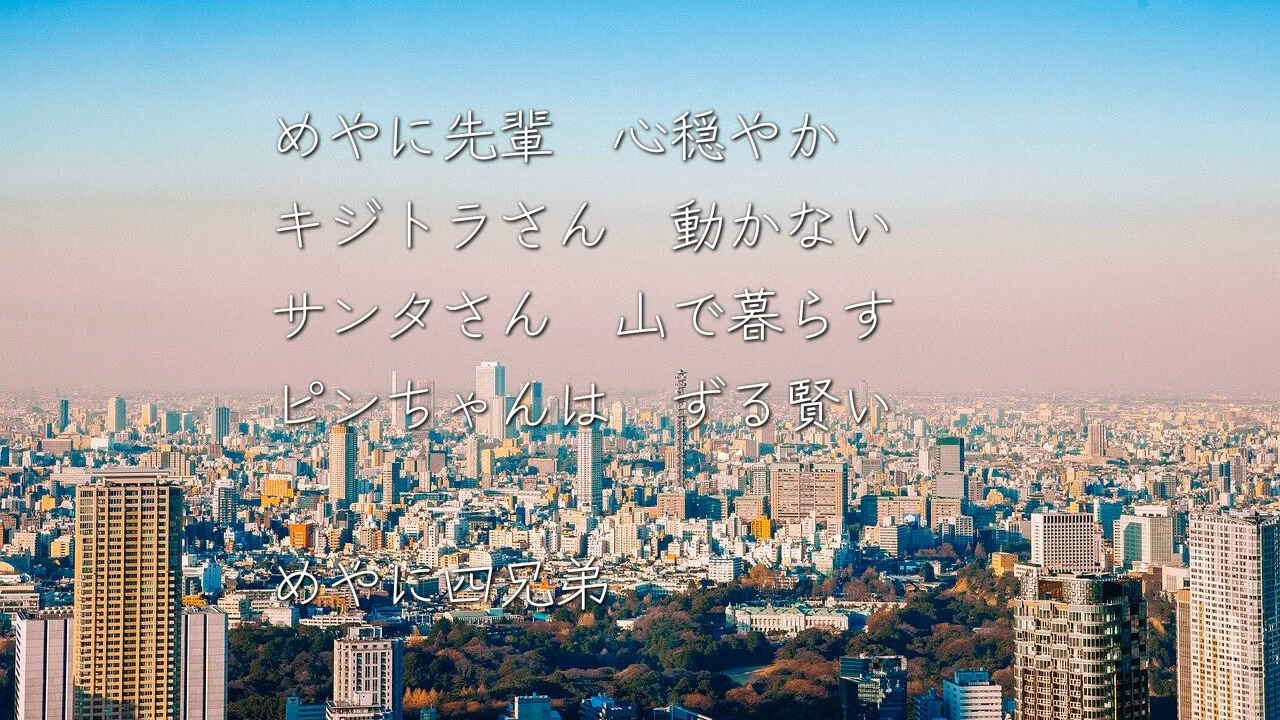 めやに先輩　心穏やか
キジトラさん　動かない
サンタさん　山で暮らす
ピンちゃんは　ずる賢い
めやに四兄弟